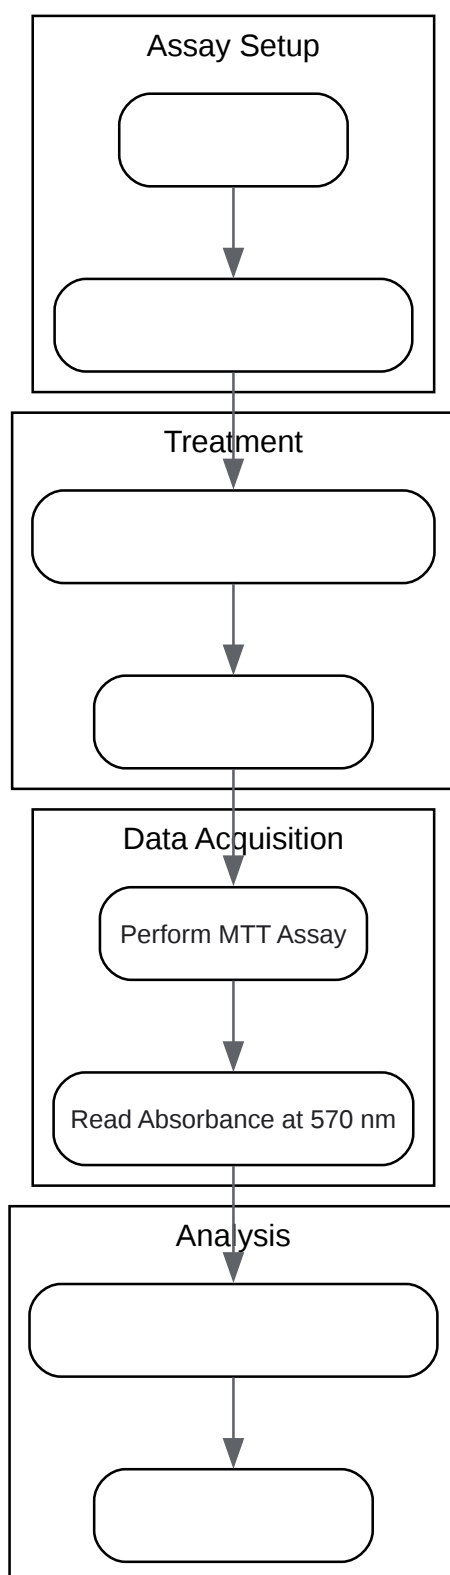 Assay Setup
Treatment
Data Acquisition
Perform MTT Assay
Read Absorbance at 570 nm
Analysis